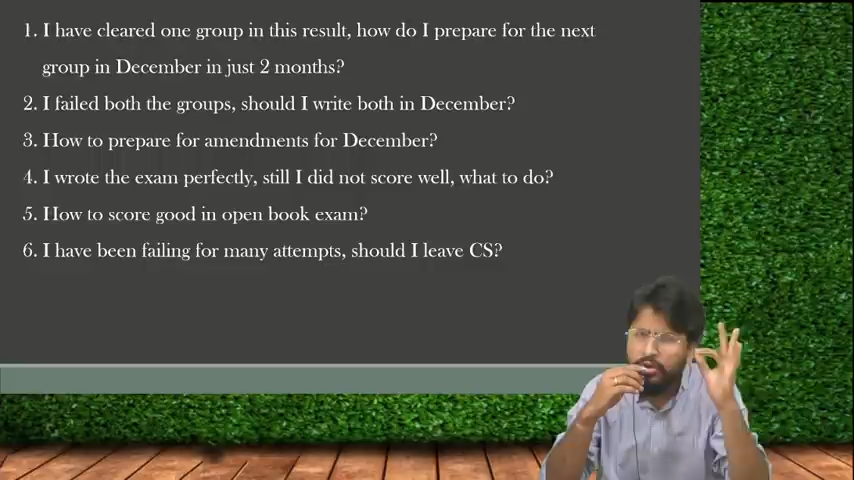 1. I have cleared one group in this result, how do I prepare for the next
group in December in just 2 months?
2. I failed both the groups, should I write both in December?
3. How to prepare for amendments for December?
4. I wrote the exam perfectly, still I did not score well, what to do?
5. How to score good in open book exam?
6. I have been failing for many attempts, should I leave CS?